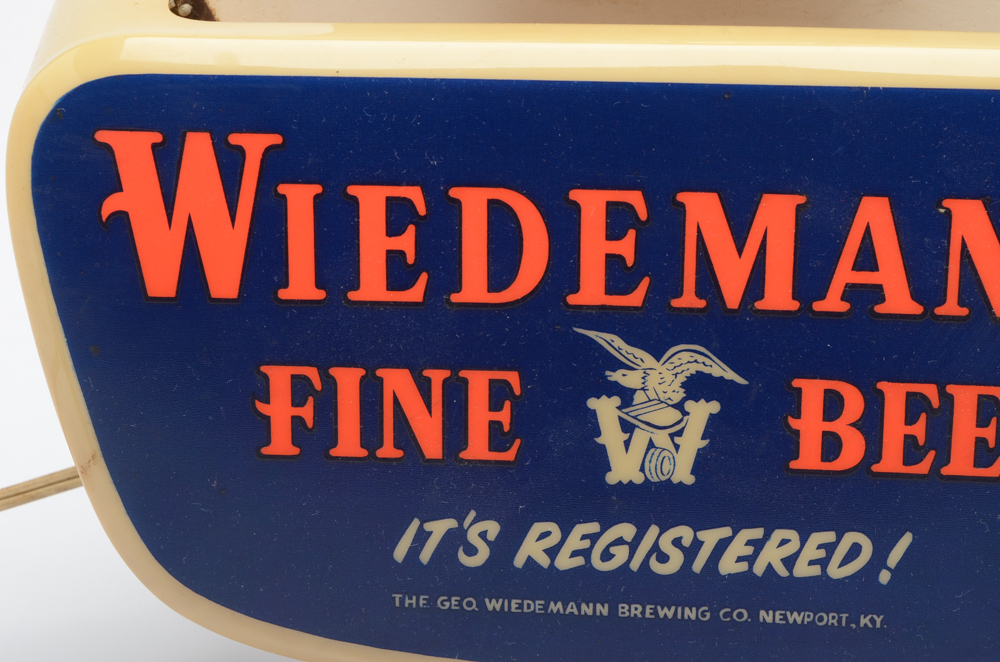 WIEDEMAN
FINE W BEE
IT'S REGISTERED!
THE GEO. WIEDEMANN BREWING CO. NEWPORT, KY.